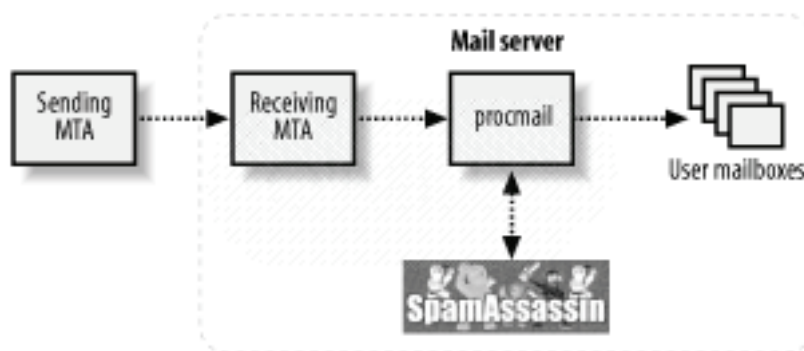 Mail server
Sending
MTA
Receiving
MTA
procmail
User mailboxes
SpamAssassin